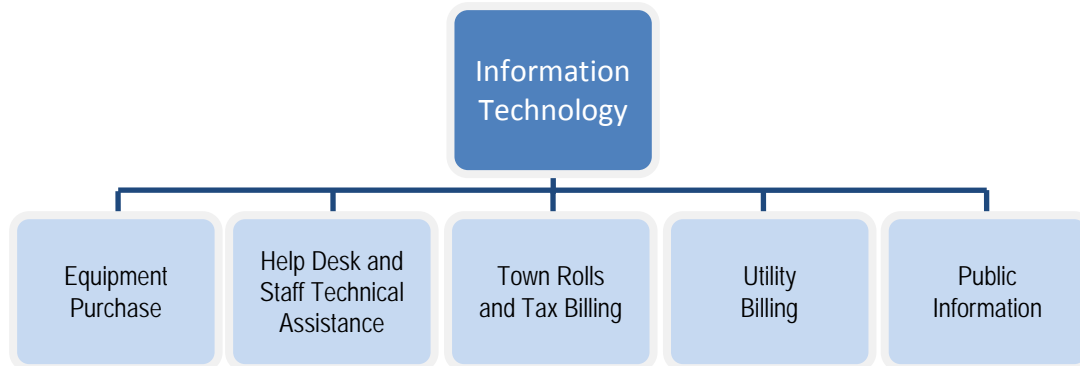 Information
Technology
Equipment
Purchase
Help Desk and
Staff Technical
Assistance
Town Rolls
and Tax Billing
Utility
Billing
Public
Information